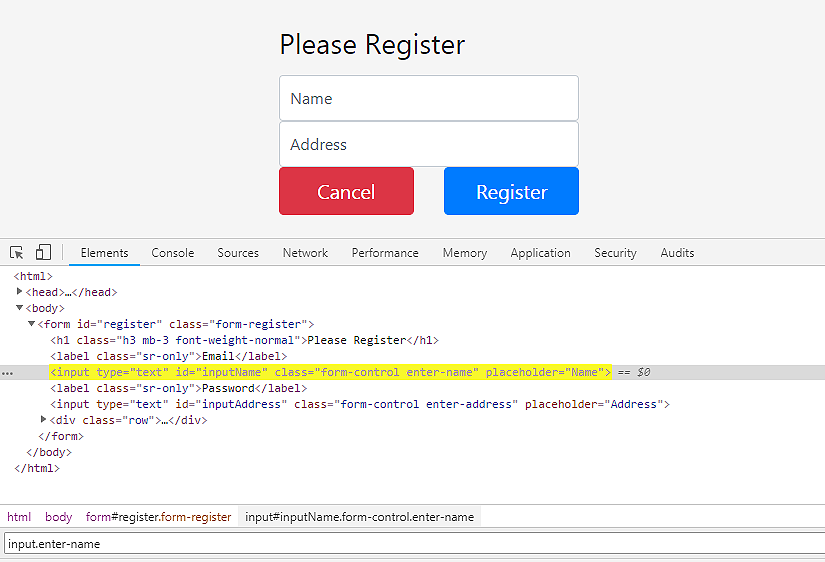 Please Register
Name
Address
Cancel Register
Elements Console Sources Network Performance Memory Application Security Audits
<html>
<head>…</head>
<body>
<form id="register" class="form-register">
<h1 class="h3 mb-3 font-weight-normal">Please Register</h1>
<label class="sr-only">Email</label>
... <input type="text" id="inputName" class="form-control enter-name" placeholder="Name"> == $0
<label class="sr-only">Password</label>
<input type="text" id="inputAddress" class="form-control enter-address" placeholder="Address">
<div class="row">…</div>
</form>
</body>
</html>
html body form#register.form-register input#inputName.form-control.enter-name
input.enter-name